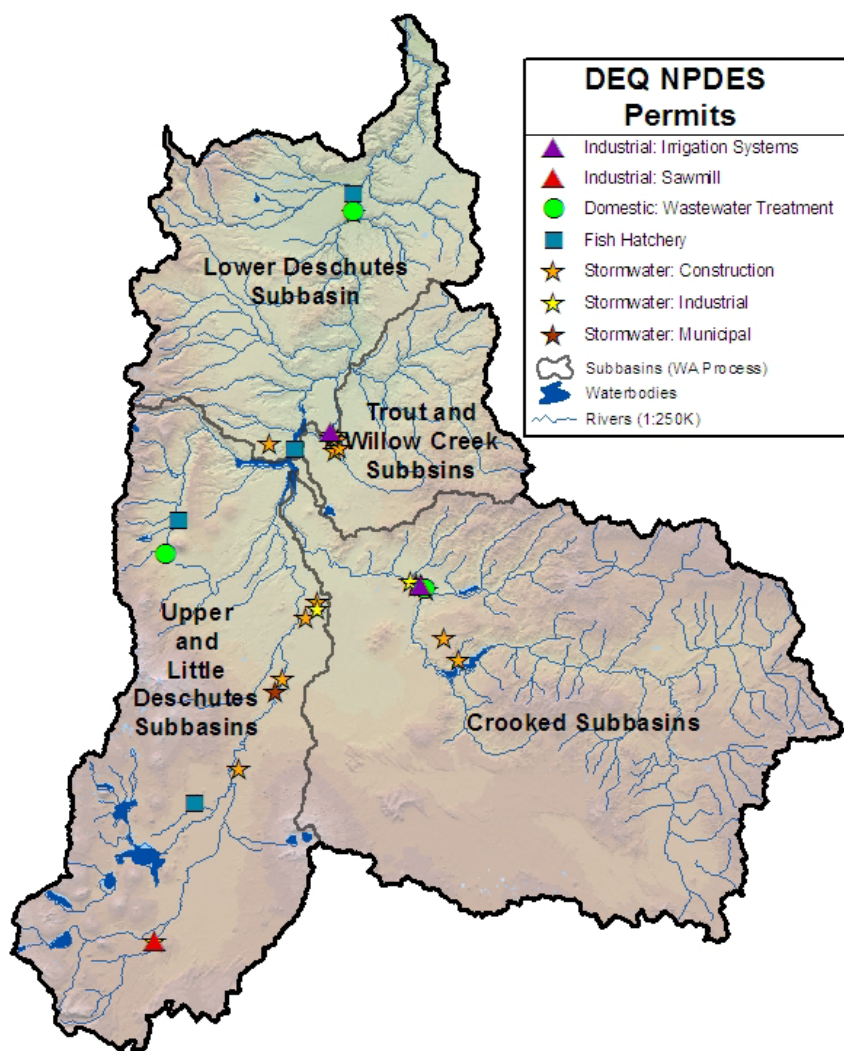 DEQ NPDES
Permits
Industrial: Irrigation Systems
Industrial: Sawmill
Domestic: Wastewater Treatment
Fish Hatchery
Stormwater: Construction
Stormwater: Industrial
Stormwater: Municipal
Subbasins (WA Process)
Waterbodies
Rivers (1:250K)
Lower Deschutes
Subbasin
Trout and
Willow Creek
Subbsins
Upper
and
Little
Deschutes
Subbasins
Crooked Subbasins